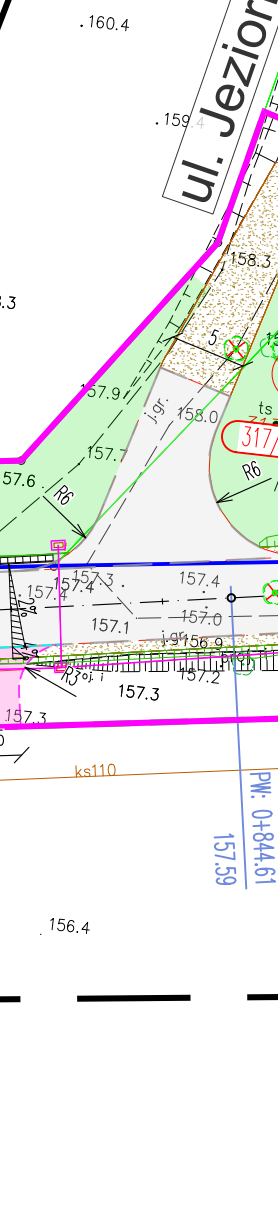 160.4
159.4
ul. Jezior
158.3
5
157.9
j.gr.
158.0
ts
317/
157.7
57.6
R6
R6
157.4
157.4
157.3
157.4
2%
157.1
157.0
j.gr.
156.9
R3
157.2
157.3
157.3
ks110
PW: 0+844.61
157.59
156.4